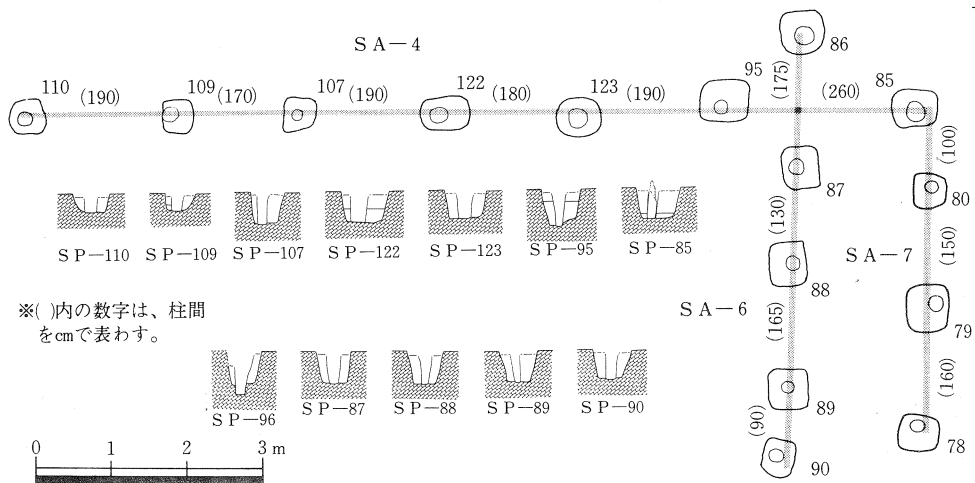 SA-4
86
110 (190) 109 (170) 107 (190) 122 (180) 123 (190) 95 (175) (260) 85
(100)
87
80
(130)
(150)
SP-110 SP-109 SP-107 SP-122 SP-123 SP-95 SP-85
SA-7
88
※( )内の数字は、柱間
をcmで表わす。
SA-6
(165)
79
(160)
SP-96 SP-87 SP-88 SP-89 SP-90
89
(90)
78
90
0 1 2 3 m